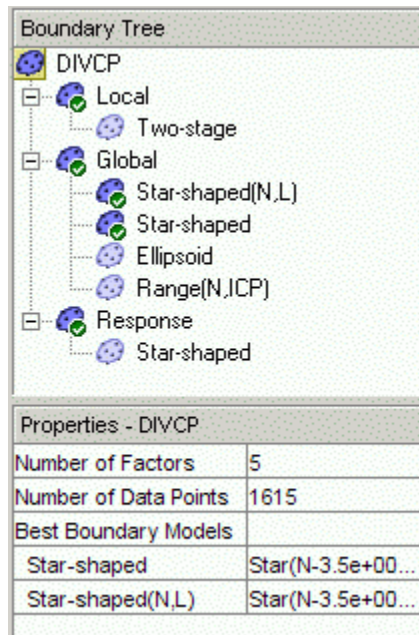 Boundary Tree
DIVCP
Local
Two-stage
Global
Star-shaped(N,L)
Star-shaped
Ellipsoid
Range(N,ICP)
Response
Star-shaped
Properties - DIVCP
Number of Factors 5
Number of Data Points 1615
Best Boundary Models
Star-shaped Star(N-3.5e+00...
Star-shaped(N,L) Star(N-3.5e+00...